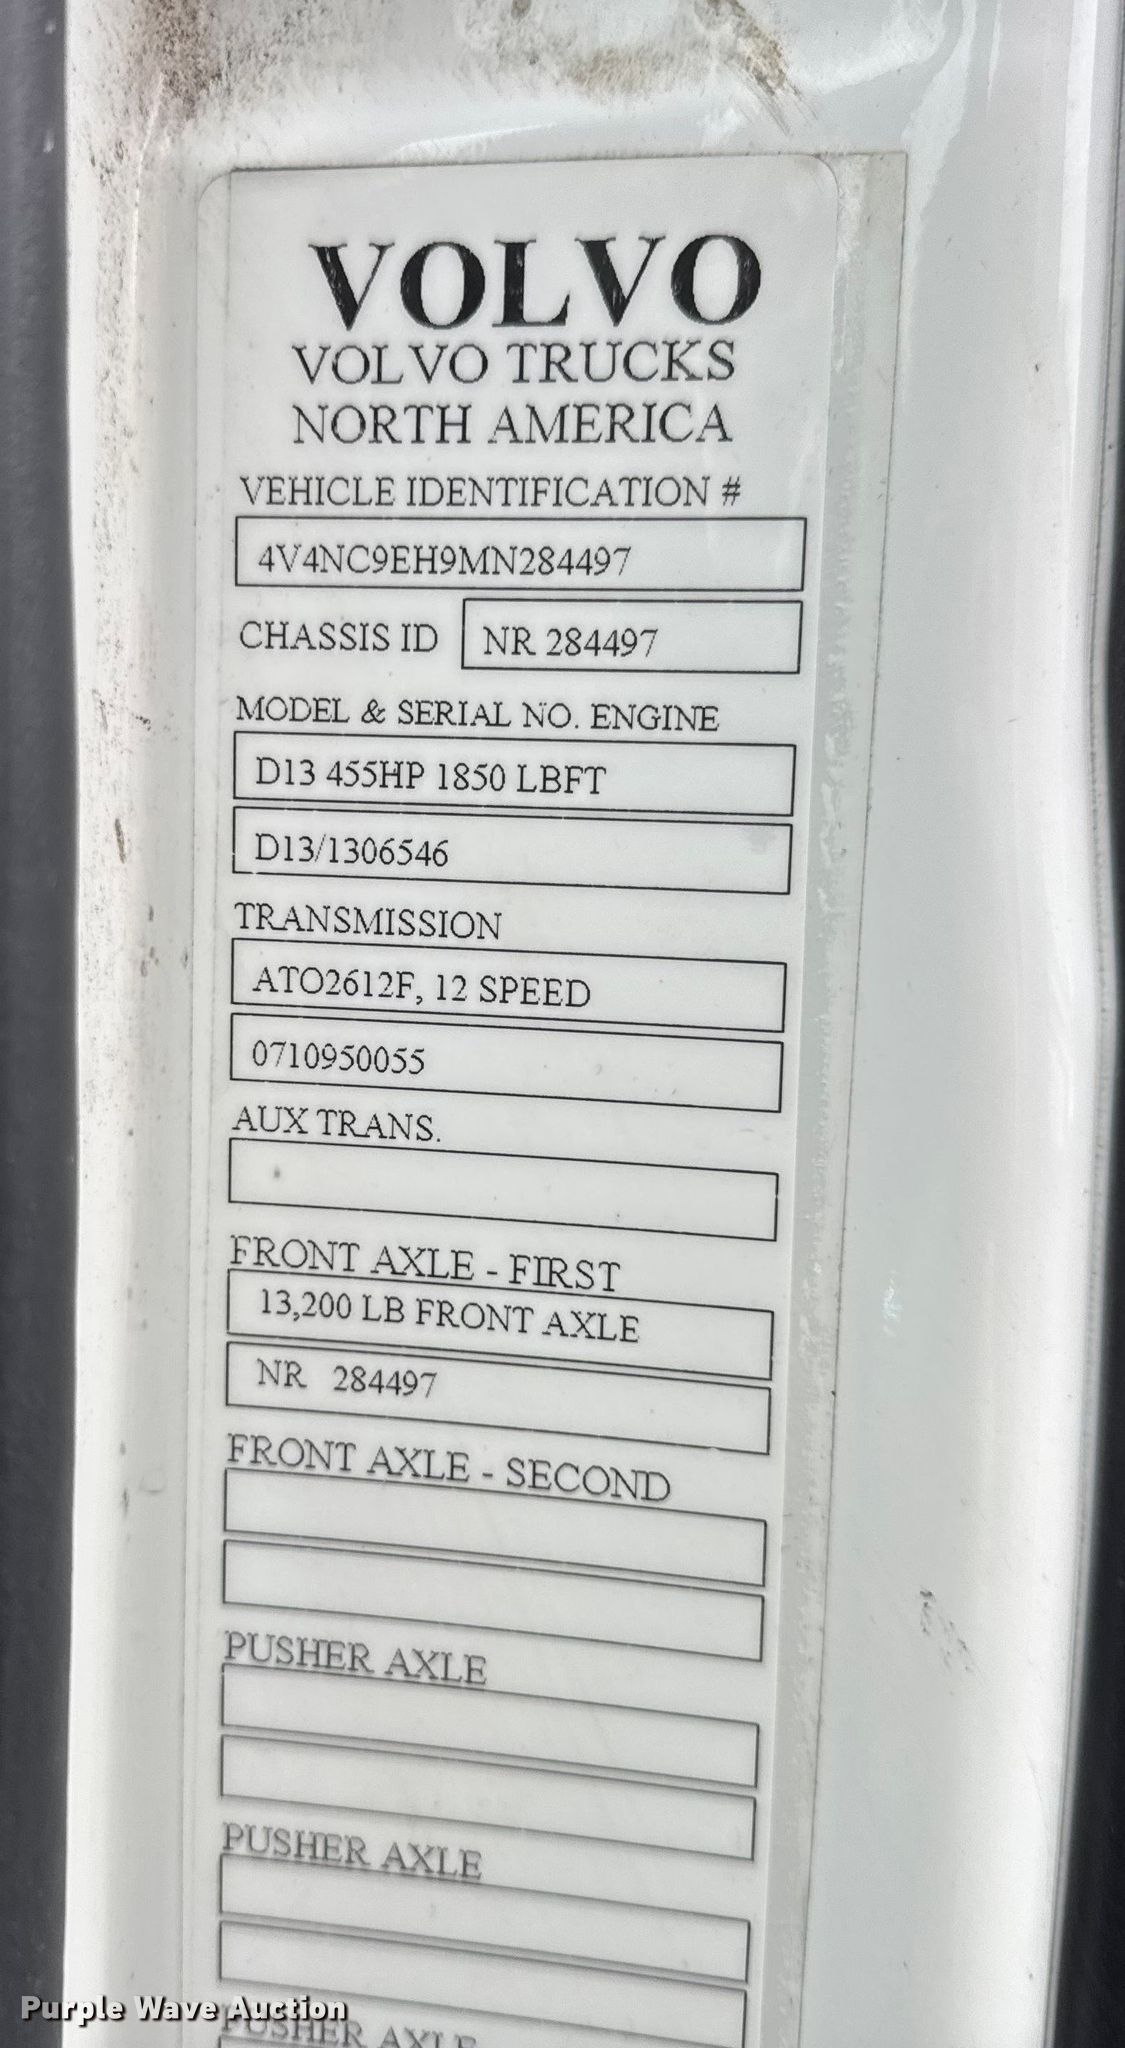 VOLVO
VOLVO TRUCKS
NORTH AMERICA
VEHICLE IDENTIFICATION #
4V4NC9EH9MN284497
CHASSIS ID NR 284497
MODEL & SERIAL NO. ENGINE
D13 455HP 1850 LBFT
D13/1306546
TRANSMISSION
ATO2612F, 12 SPEED
0710950055
AUX TRANS.
FRONT AXLE - FIRST
13,200 LB FRONT AXLE
NR 284497
FRONT AXLE - SECOND
PUSHER AXLE
PUSHER AXLE
PUSHER AXLE
Purple Wave Auction